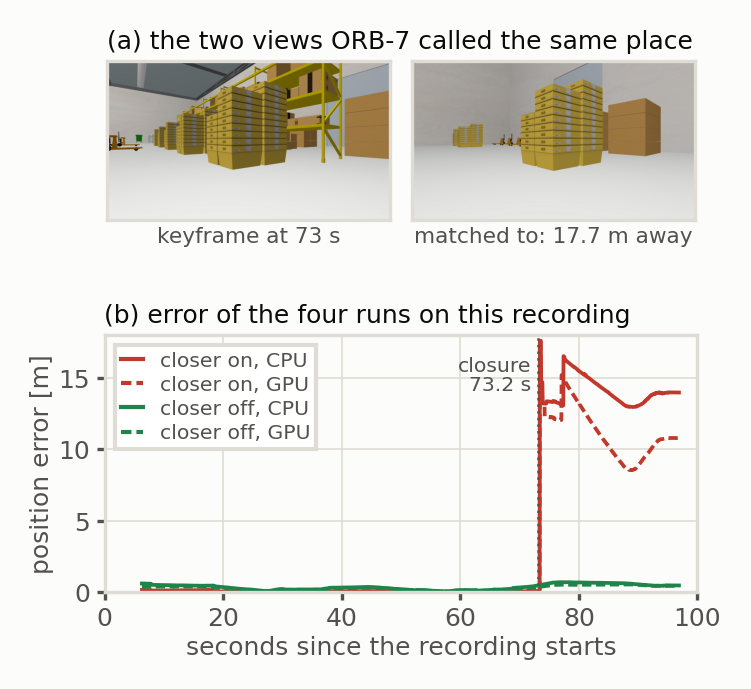 (a) the two views ORB-7 called the same place
keyframe at 73 s
matched to: 17.7 m away
(b) error of the four runs on this recording
closer on, CPU
closer on, GPU
closer off, CPU
closer off, GPU
closure
73.2 s
position error [m]
15
10
5
0
0 20 40 60 80 100
seconds since the recording starts